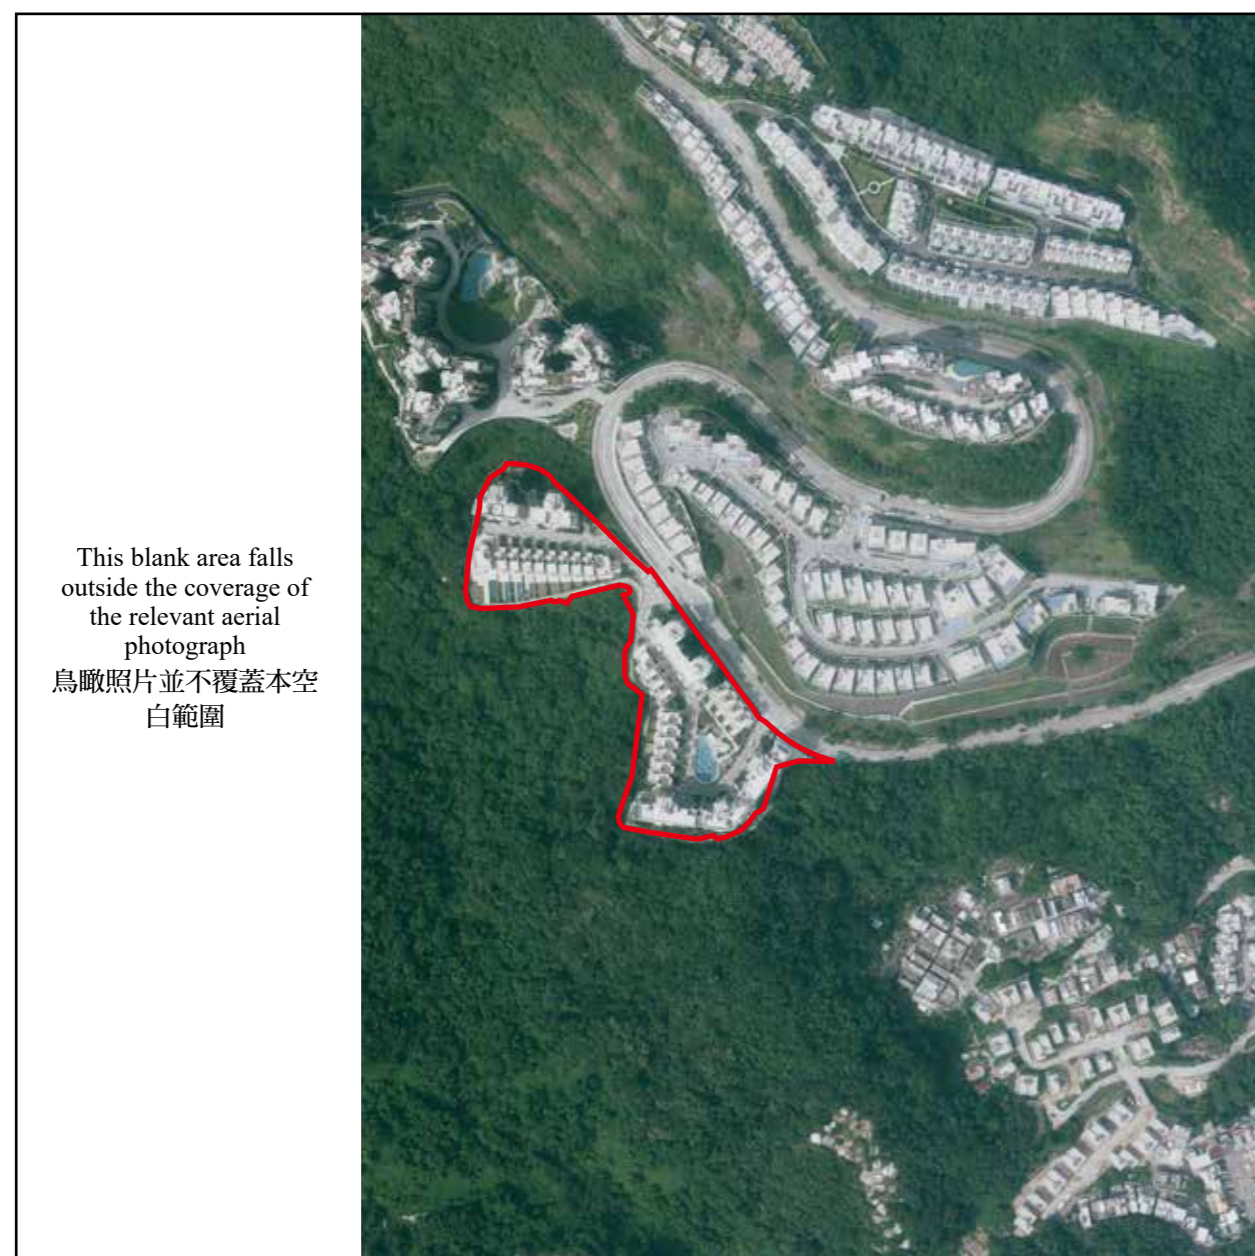 This blank area falls
outside the coverage of
the relevant aerial
photograph
鳥瞰照片並不覆蓋本空
白範圍